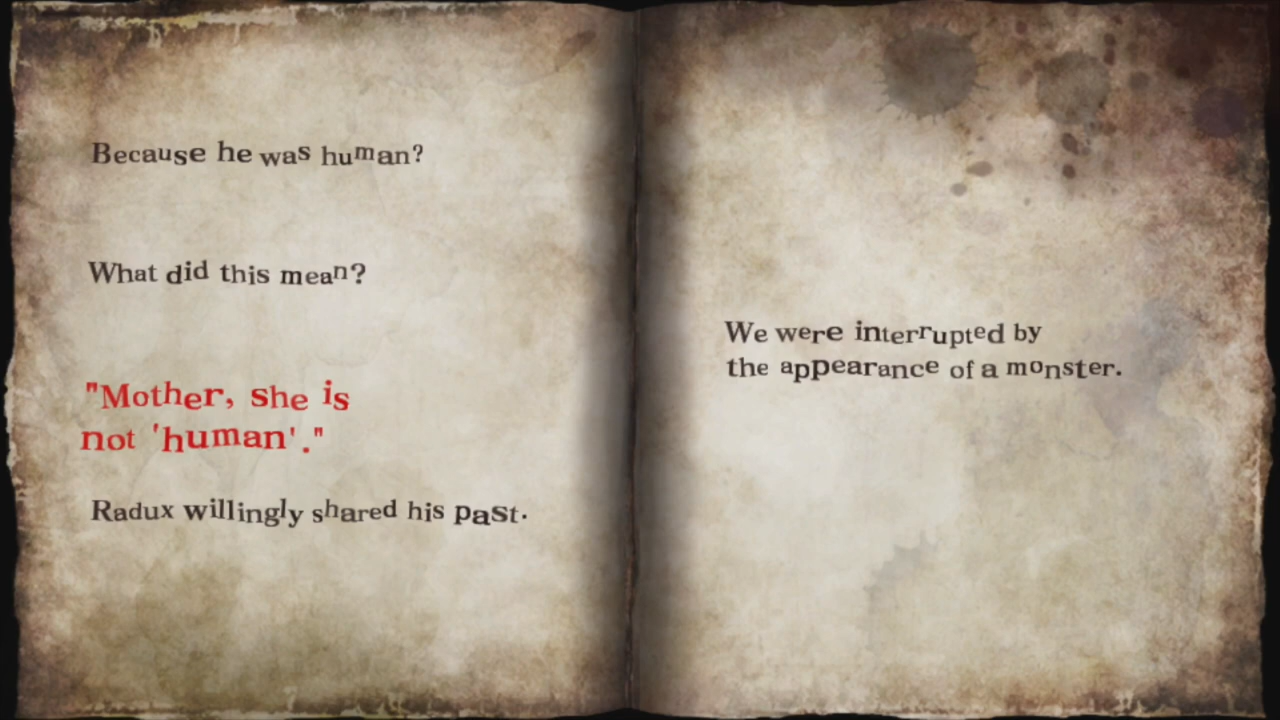 Because he was human?
What did this mean?
"Mother, she is
not 'human'."
Radux willingly shared his past.
We were interrupted by
the appearance of a monster.